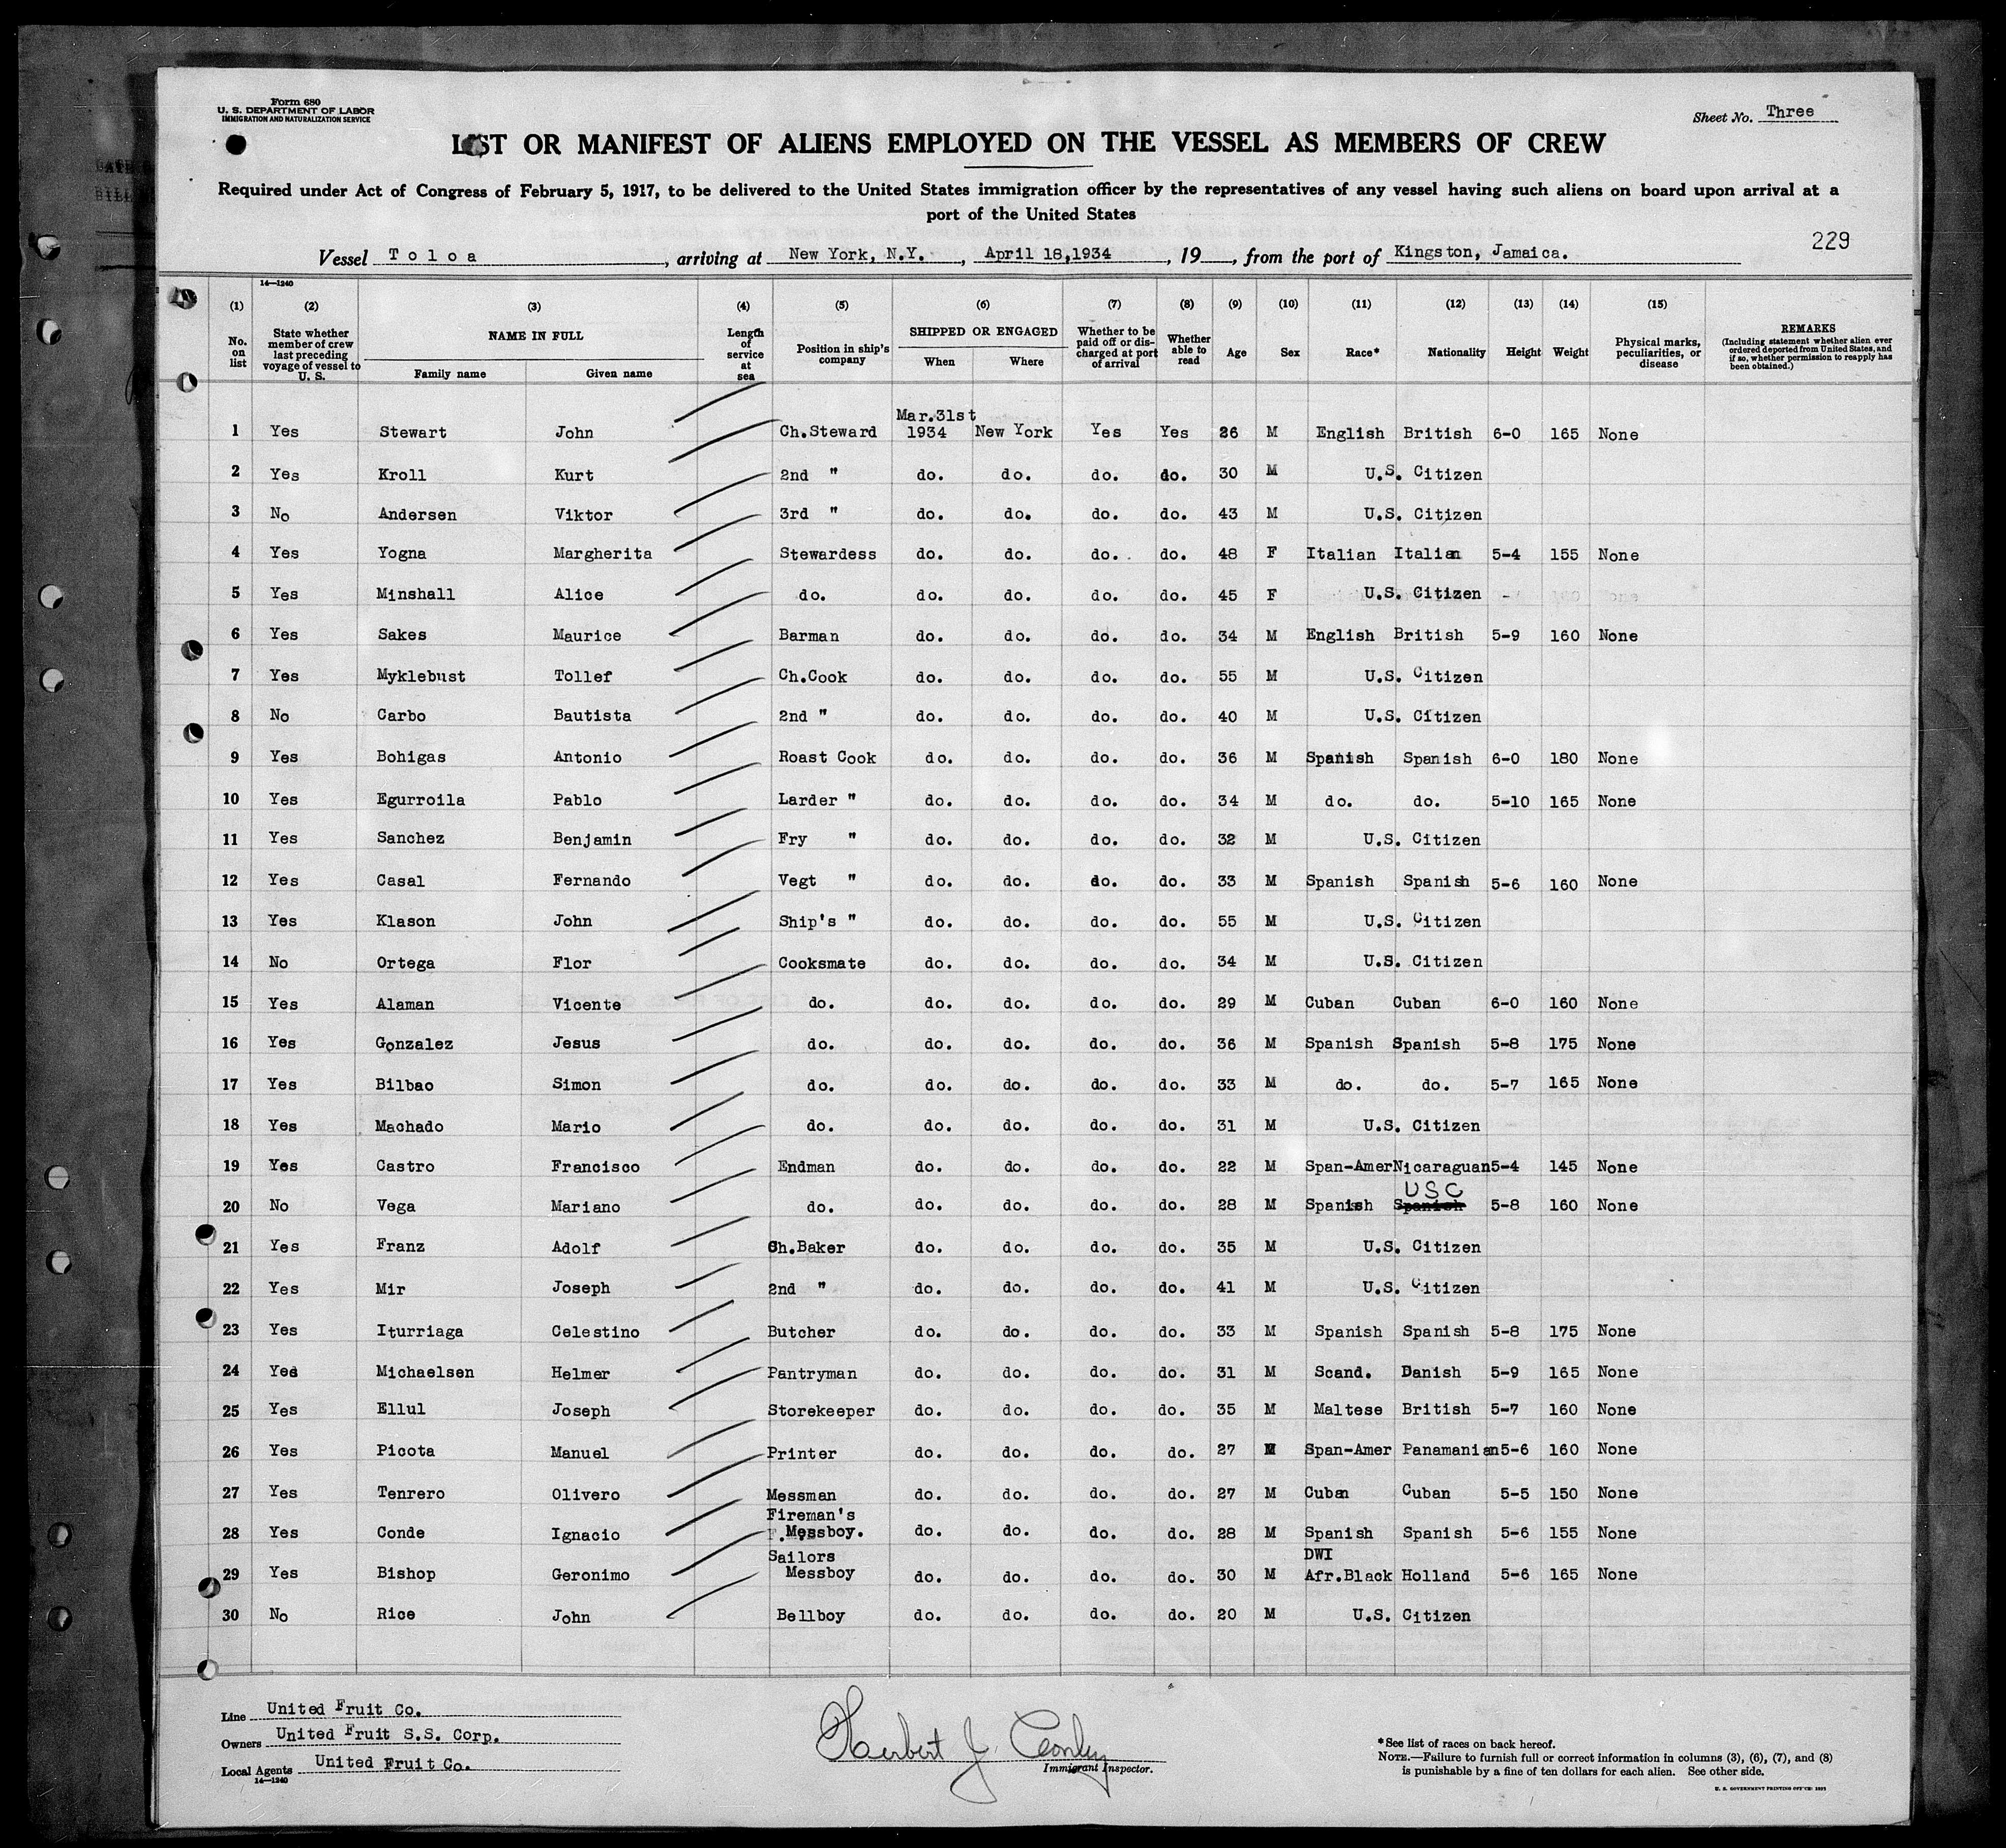 Form 680
U. S. DEPARTMENT OF LABOR
IMMIGRATION AND NATURALIZATION SERVICE
Sheet No. Three
LIST OR MANIFEST OF ALIENS EMPLOYED ON THE VESSEL AS MEMBERS OF CREW
Required under Act of Congress of February 5, 1917, to be delivered to the United States immigration officer by the representatives of any vessel having such aliens on board upon arrival at a
port of the United States
229
Vessel Toloa, arriving at New York, N.Y., April 18,1934, 19, from the port of Kingston, Jamaica.
14—1240
(1) (2) (3) (4) (5) (6) (7) (8) (9) (10) (11) (12) (13) (14) (15)
No. on list State whether member of crew last preceding voyage of vessel to U. S. NAME IN FULL Family name Given name Length of service at sea Position in ship's company SHIPPED OR ENGAGED When Where Whether to be paid off or discharged at port of arrival Whether able to read Age Sex Race* Nationality Height Weight Physical marks, peculiarities, or disease REMARKS (Including statement whether alien ever ordered deported from United States, and if so, whether permission to reapply has been obtained.)
1 Yes Stewart John Ch.Steward Mar.31st 1934 New York Yes Yes 26 M English British 6-0 165 None
2 Yes Kroll Kurt 2nd " do. do. do. do. 30 M U.S. Citizen
3 No Andersen Viktor 3rd " do. do. do. do. 43 M U.S. Citizen
4 Yes Yogna Margherita Stewardess do. do. do. do. 48 F Italian Italian 5-4 155 None
5 Yes Minshall Alice do. do. do. do. do. 45 F U.S. Citizen
6 Yes Sakes Maurice Barman do. do. do. do. 34 M English British 5-9 160 None
7 Yes Myklebust Tollef Ch.Cook do. do. do. do. 55 M U.S. Citizen
8 No Carbo Bautista 2nd " do. do. do. do. 40 M U.S. Citizen
9 Yes Bohigas Antonio Roast Cook do. do. do. do. 36 M Spanish Spanish 6-0 180 None
10 Yes Egurroila Pablo Larder " do. do. do. do. 34 M do. do. 5-10 165 None
11 Yes Sanchez Benjamin Fry " do. do. do. do. 32 M U.S. Citizen
12 Yes Casal Fernando Vegt " do. do. do. do. 33 M Spanish Spanish 5-6 160 None
13 Yes Klason John Ship's " do. do. do. do. 55 M U.S. Citizen
14 No Ortega Flor Cooksmate do. do. do. do. 34 M U.S. Citizen
15 Yes Alaman Vicente do. do. do. do. do. 29 M Cuban Cuban 6-0 160 None
16 Yes Gonzalez Jesus do. do. do. do. do. 36 M Spanish Spanish 5-8 175 None
17 Yes Bilbao Simon do. do. do. do. do. 33 M do. do. 5-7 165 None
18 Yes Machado Mario do. do. do. do. do. 31 M U.S. Citizen
19 Yes Castro Francisco Endman do. do. do. do. 22 M Span-Amer Nicaraguan 5-4 145 None
20 No Vega Mariano do. do. do. do. do. 28 M Spanish USC Spanish 5-8 160 None
21 Yes Franz Adolf Ch.Baker do. do. do. do. 35 M U.S. Citizen
22 Yes Mir Joseph 2nd " do. do. do. do. 41 M U.S. Citizen
23 Yes Iturriaga Celestino Butcher do. do. do. do. 33 M Spanish Spanish 5-8 175 None
24 Yes Michaelsen Helmer Pantryman do. do. do. do. 31 M Scand. Danish 5-9 165 None
25 Yes Ellul Joseph Storekeeper do. do. do. do. 35 M Maltese British 5-7 160 None
26 Yes Picota Manuel Printer do. do. do. do. 27 M Span-Amer Panamanian 5-6 160 None
27 Yes Tenrero Olivero Messman do. do. do. do. 27 M Cuban Cuban 5-5 150 None
28 Yes Conde Ignacio Fireman's Messboy. do. do. do. do. 28 M Spanish Spanish 5-6 155 None
29 Yes Bishop Geronimo Sailors Messboy do. do. do. do. 30 M DWI Afr.Black Holland 5-6 165 None
30 No Rice John Bellboy do. do. do. do. 20 M U.S. Citizen
Line United Fruit Co.
Owners United Fruit S.S. Corp.
Local Agents United Fruit Co.
14—1240
Herbert J. Conley
Immigrant Inspector.
*See list of races on back hereof.
NOTE.—Failure to furnish full or correct information in columns (3), (6), (7), and (8)
is punishable by a fine of ten dollars for each alien. See other side.